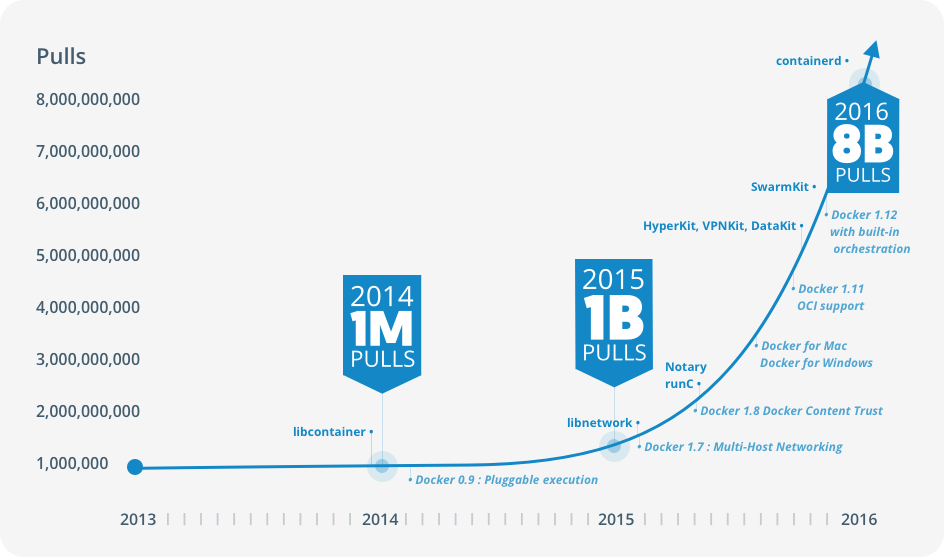 Pulls
8,000,000,000
7,000,000,000
6,000,000,000
5,000,000,000
4,000,000,000
3,000,000,000
2,000,000,000
1,000,000
containerd •
2016
8B
PULLS
SwarmKit •
• Docker 1.12
with built-in
orchestration
HyperKit, VPNKit, DataKit •
• Docker 1.11
OCI support
2014
1M
PULLS
2015
1B
PULLS
• Docker for Mac
Docker for Windows
Notary
runC •
• Docker 1.8 Docker Content Trust
libcontainer •
libnetwork •
• Docker 1.7 : Multi-Host Networking
• Docker 0.9 : Pluggable execution
2013
2014
2015
2016